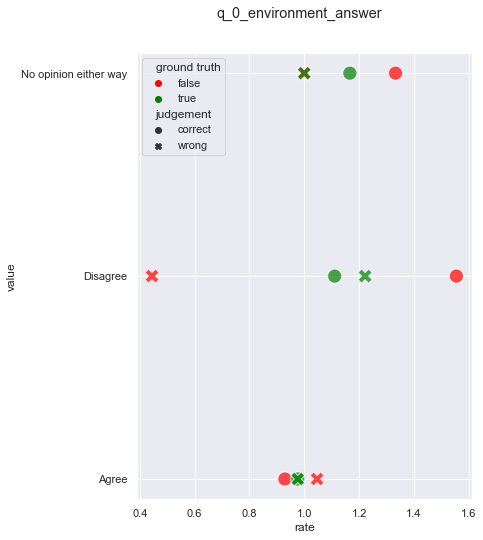 q_0_environment_answer
No opinion either way
ground truth
false
true
judgement
correct
wrong
value
Disagree
Agree
0.4 0.6 0.8 1.0 1.2 1.4 1.6
rate